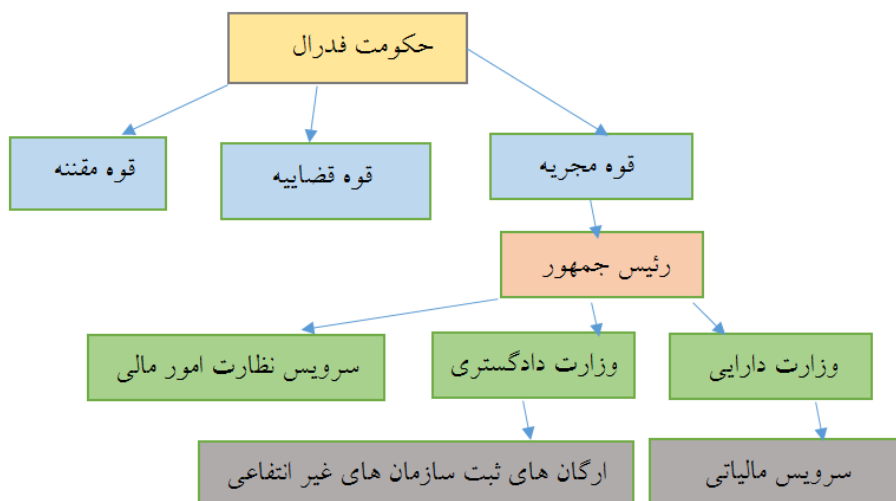 حکومت فدرال
قوه مجریه
قوه قضاییه
قوه مقننه
رئیس جمهور
وزارت دارایی
وزارت دادگستری
سرویس نظارت امور مالی
سرویس مالیاتی
ارگان های ثبت سازمان های غیر انتفاعی